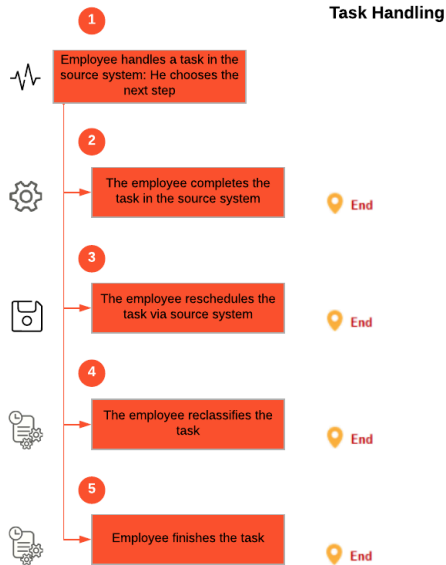 Task Handling
1
Employee handles a task in the
source system: He chooses the
next step
2
The employee completes the
task in the source system
End
3
The employee reschedules the
task via source system
End
4
The employee reclassifies the
task
End
5
Employee finishes the task
End